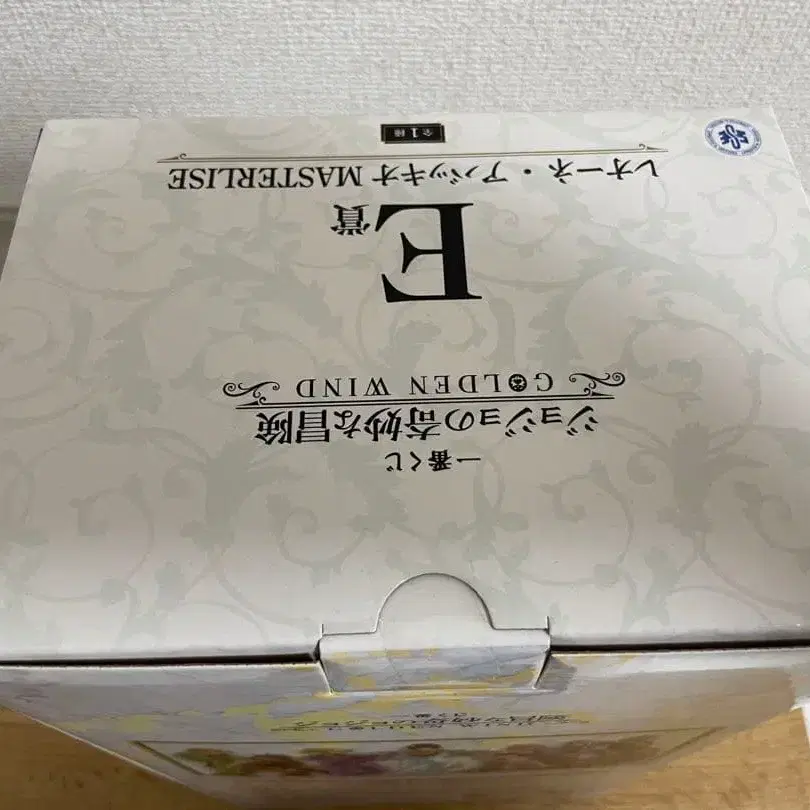 一番くじ
ジョジョの奇妙な冒険
GOLDEN WIND
E賞
レオーネ・アバッキオ MASTERLISE
全1種